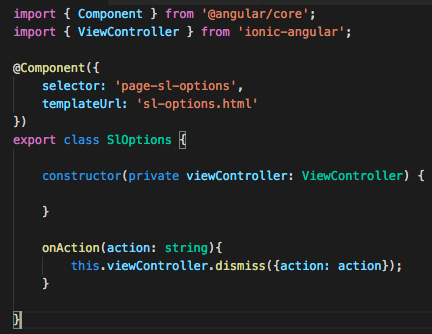 import { Component } from '@angular/core';
import { ViewController } from 'ionic-angular';
@Component({
    selector: 'page-sl-options',
    templateUrl: 'sl-options.html'
})
export class SlOptions {
    constructor(private viewController: ViewController) {
    }
    onAction(action: string){
        this.viewController.dismiss({action: action});
    }
}